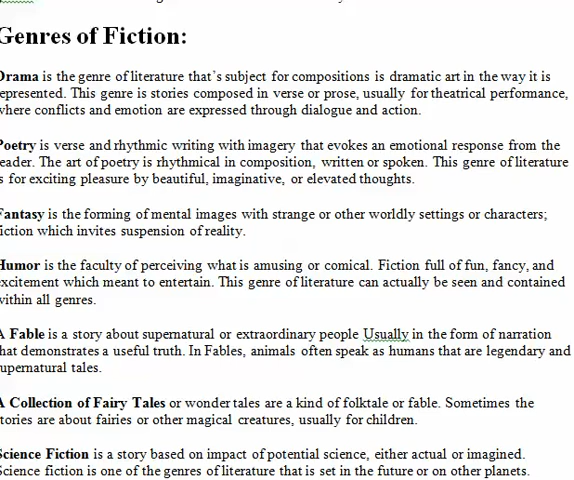 Genres of Fiction:
Drama is the genre of literature that's subject for compositions is dramatic art in the way it is
epresented. This genre is stories composed in verse or prose, usually for theatrical performance,
where conflicts and emotion are expressed through dialogue and action.
Poetry is verse and rhythmic writing with imagery that evokes an emotional response from the
eader. The art of poetry is rhythmical in composition, written or spoken. This genre of literature
s for exciting pleasure by beautiful, imaginative, or elevated thoughts.
Fantasy is the forming of mental images with strange or other worldly settings or characters;
iction which invites suspension of reality.
Humor is the faculty of perceiving what is amusing or comical. Fiction full of fun, fancy, and
excitement which meant to entertain. This genre of literature can actually be seen and contained
within all genres.
A Fable is a story about supernatural or extraordinary people Usually in the form of narration
hat demonstrates a useful truth. In Fables, animals often speak as humans that are legendary and
upernatural tales.
A Collection of Fairy Tales or wonder tales are a kind of folktale or fable. Sometimes the
tories are about fairies or other magical creatures, usually for children.
Science Fiction is a story based on impact of potential science, either actual or imagined.
Science fiction is one of the genres of literature that is set in the future or on other planets.